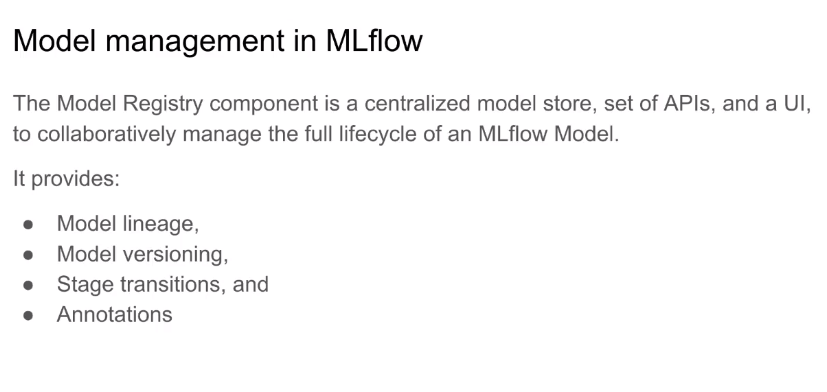 Model management in MLflow
The Model Registry component is a centralized model store, set of APIs, and a UI,
to collaboratively manage the full lifecycle of an MLflow Model.
It provides:
● Model lineage,
● Model versioning,
● Stage transitions, and
● Annotations